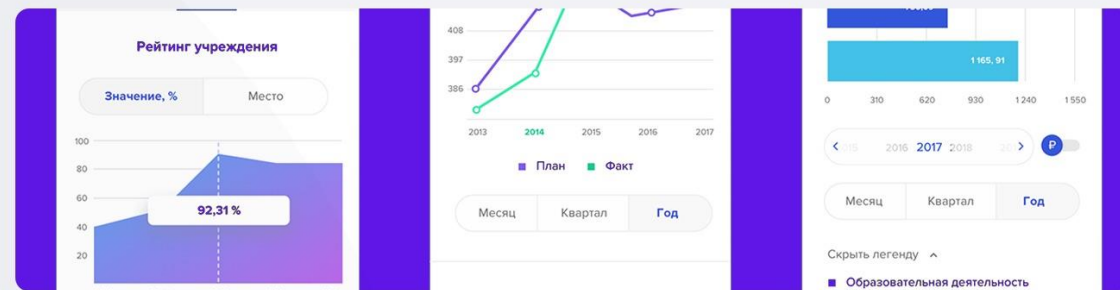 Рейтинг учреждения
Значение, % Место
100
80
60
92,31 %
40
20
408
397
386
2013 2014 2015 2016 2017
План Факт
Месяц Квартал Год
1 165, 91
0 310 620 930 1 240 1 550
2016 2017 2018
₽
Месяц Квартал Год
Скрыть легенду
Образовательная деятельность